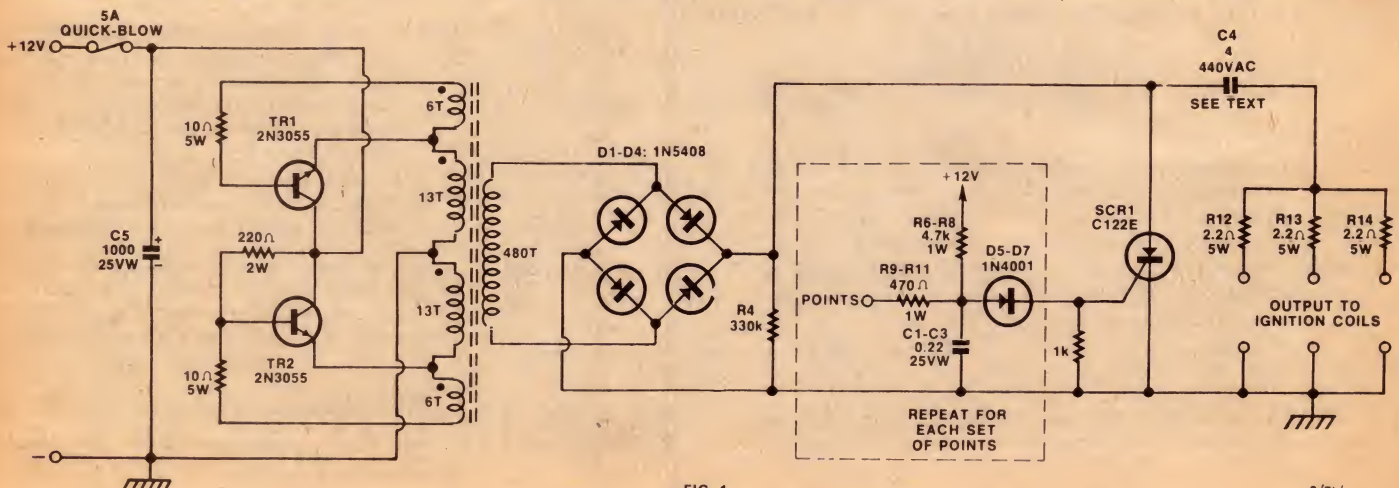 5A
QUICK-BLOW
+12V
C5
1000
25VW
+
−
10Ω
5W
TR1
2N3055
220Ω
2W
TR2
2N3055
10Ω
5W
6T
13T
13T
6T
480T
D1-D4: 1N5408
R4
330k
+12V
R6-R8
4.7k
1W
D5-D7
1N4001
R9-R11
470Ω
1W
POINTS
C1-C3
0.22
25VW
1k
REPEAT FOR
EACH SET
OF POINTS
SCR1
C122E
C4
4
440VAC
SEE TEXT
R12
2.2Ω
5W
R13
2.2Ω
5W
R14
2.2Ω
5W
OUTPUT TO
IGNITION COILS
−